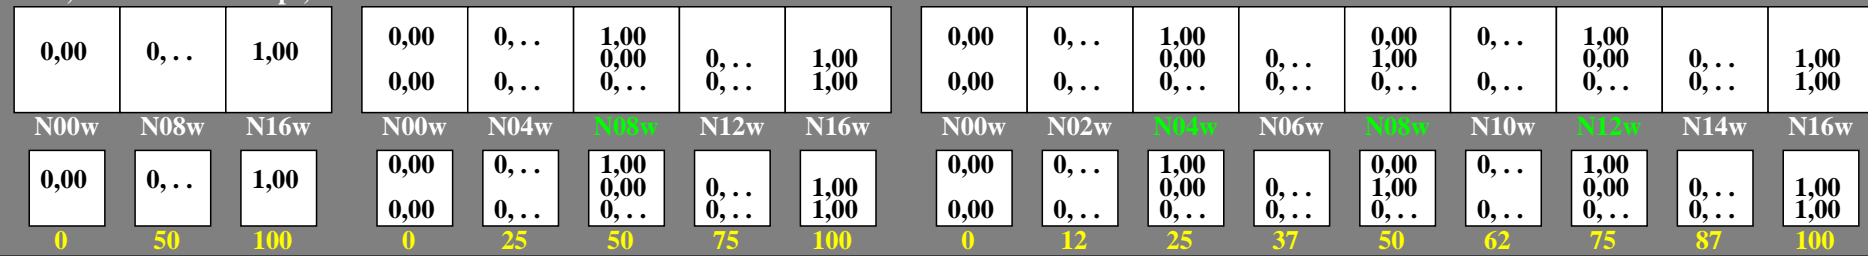 0,00 0, . . 1,00
0,00 0, . . 1,00
0,00 0, . . 1,00
0,00 0, . . 0, . . 0, . . 1,00
N00w N08w N16w
N00w N04w N08w N12w N16w
0,00 0, . . 1,00 0,00 0, . . 1,00
0,00 0, . . 1,00 0,00 0, . . 1,00
0,00 0, . . 0, . . 0, . . 0, . . 0, . . 0, . . 0, . . 1,00
N00w N02w N04w N06w N08w N10w N12w N14w N16w
0,00 0, . . 1,00
0 50 100
0,00 0, . . 1,00
0,00 0, . . 1,00
0,00 0, . . 0, . . 0, . . 1,00
0 25 50 75 100
0,00 0, . . 1,00 0,00 0, . . 1,00
0,00 0, . . 1,00 0,00 0, . . 1,00
0,00 0, . . 0, . . 0, . . 0, . . 0, . . 0, . . 0, . . 1,00
0 12 25 37 50 62 75 87 100